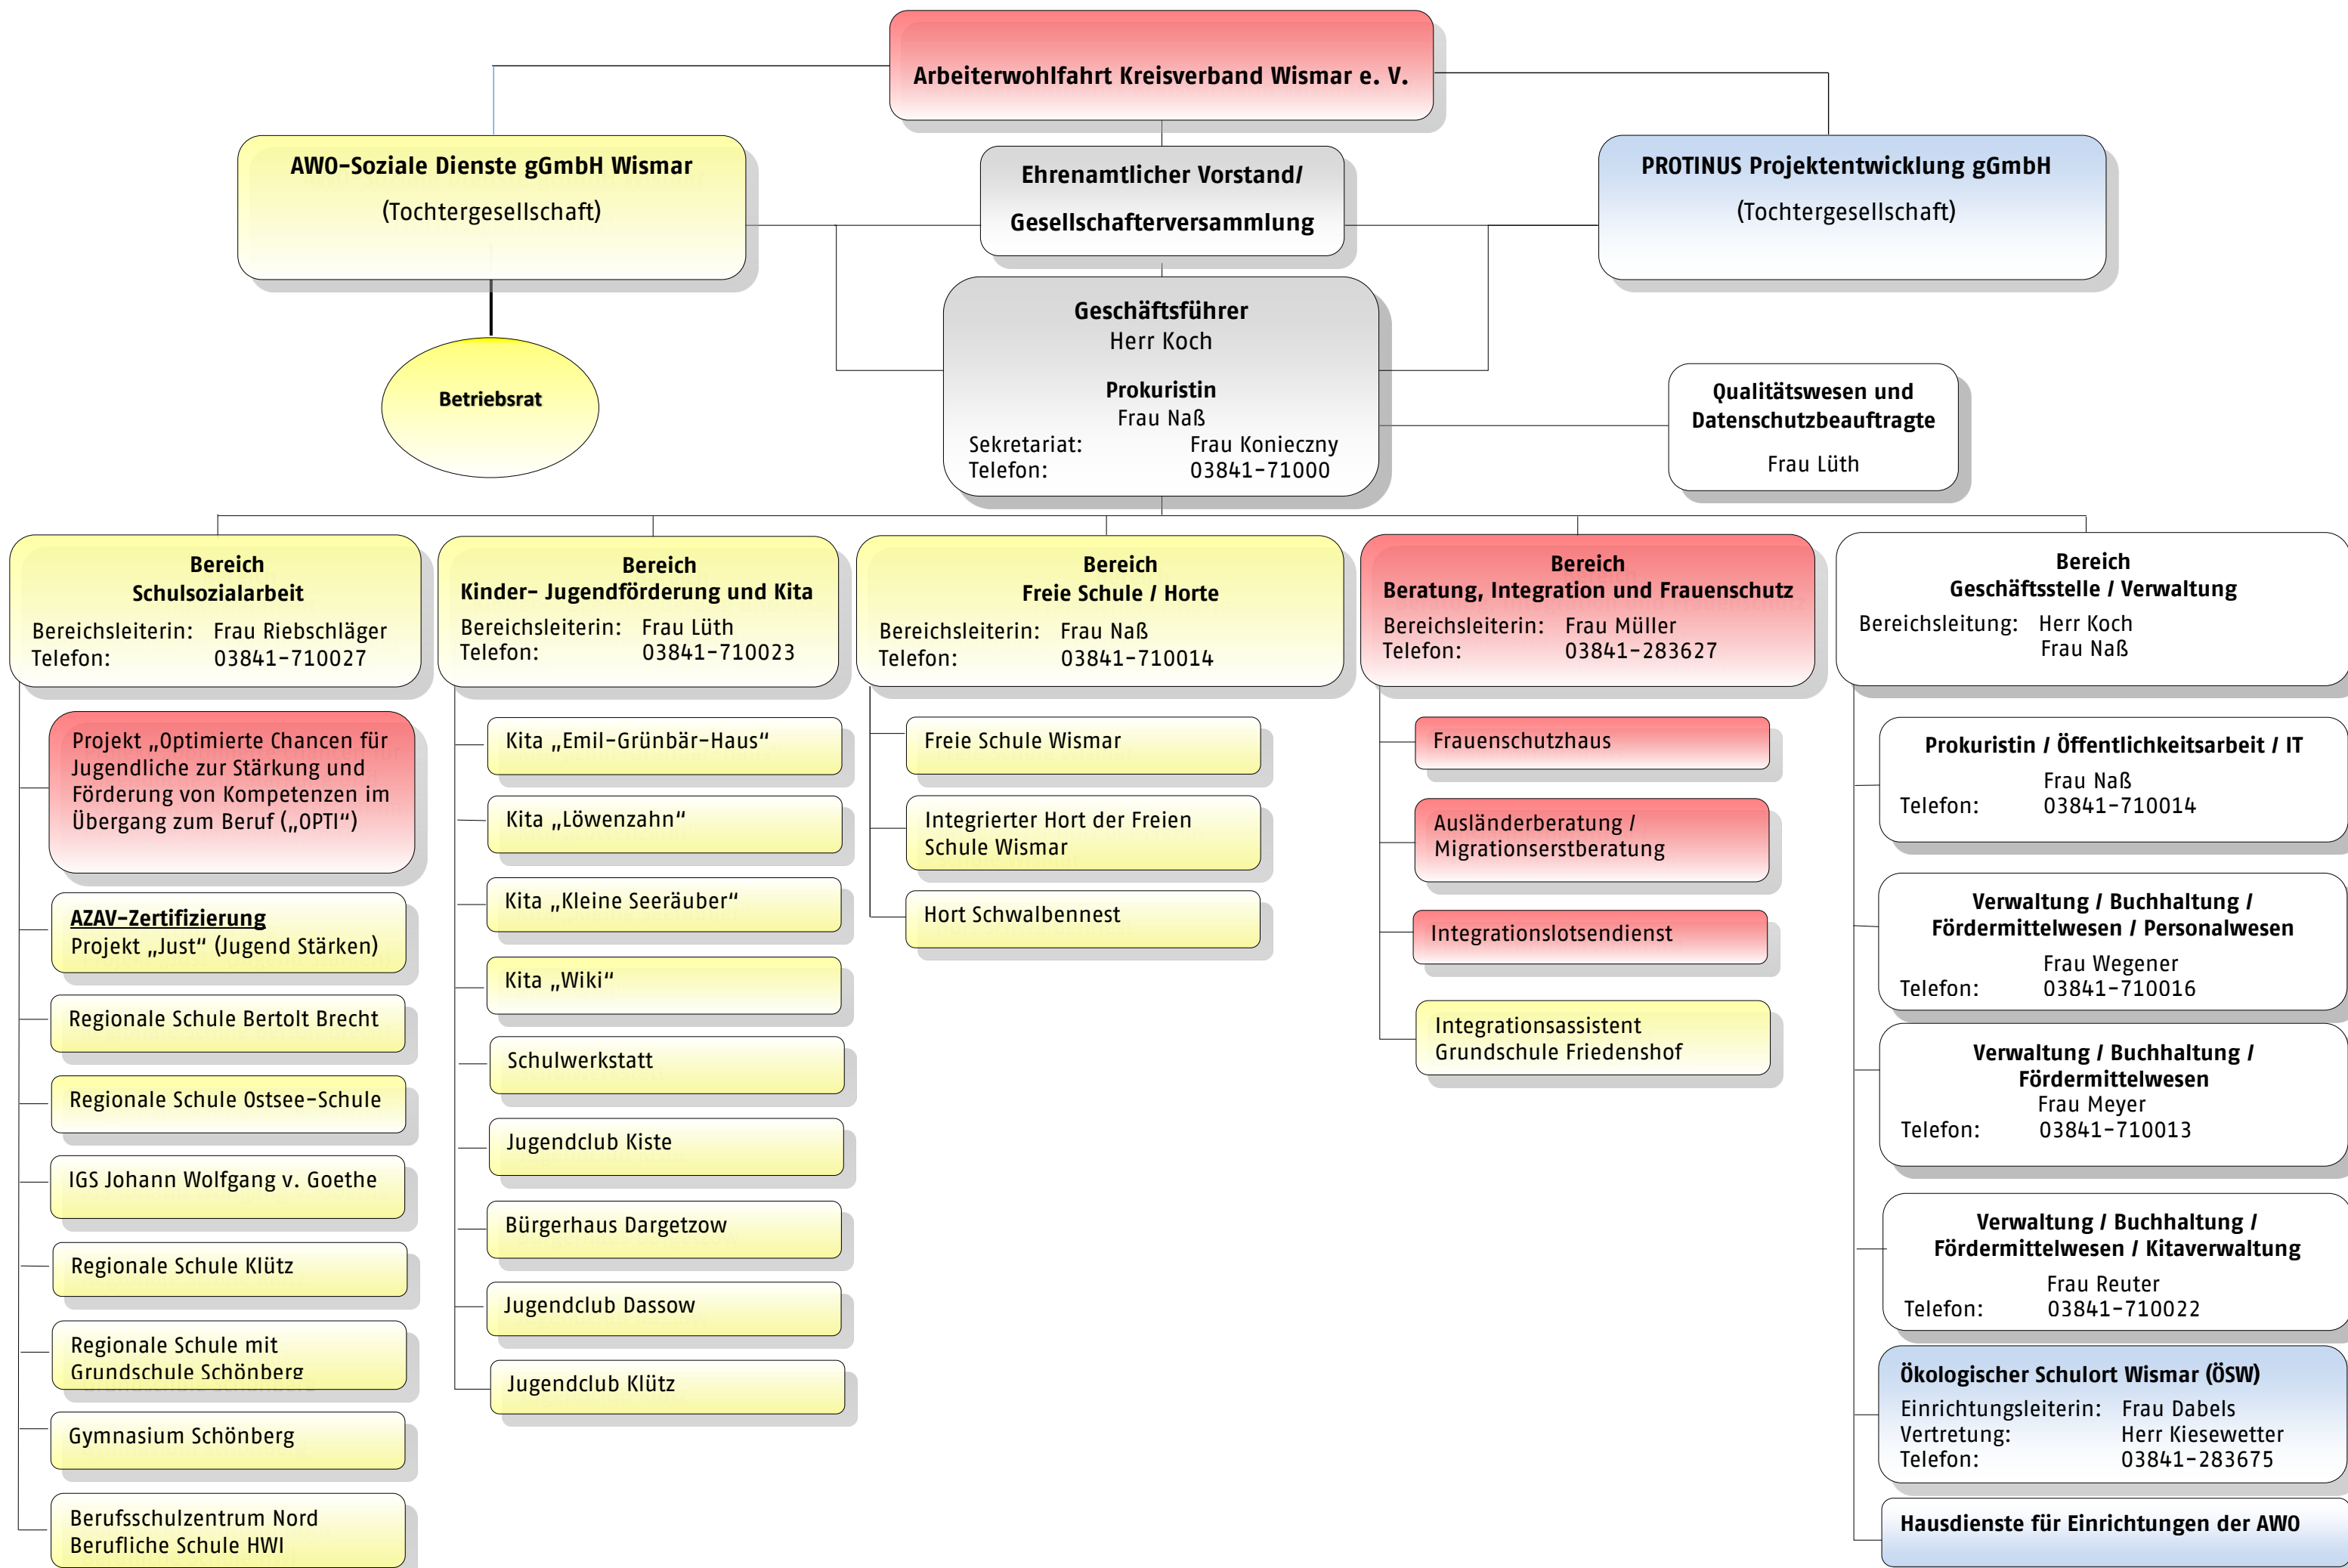 Arbeiterwohlfahrt Kreisverband Wismar e. V.
AWO-Soziale Dienste gGmbH Wismar
(Tochtergesellschaft)
Ehrenamtlicher Vorstand/
Gesellschafterversammlung
PROTINUS Projektentwicklung gGmbH
(Tochtergesellschaft)
Betriebsrat
Geschäftsführer
Herr Koch
Prokuristin
Frau Naß
Sekretariat: Frau Konieczny
Telefon: 03841-71000
Qualitätswesen und
Datenschutzbeauftragte
Frau Lüth
Bereich
Schulsozialarbeit
Bereichsleiterin: Frau Riebschläger
Telefon: 03841-710027
Projekt „Optimierte Chancen für
Jugendliche zur Stärkung und
Förderung von Kompetenzen im
Übergang zum Beruf („OPTI“)
AZAV-Zertifizierung
Projekt „Just“ (Jugend Stärken)
Regionale Schule Bertolt Brecht
Regionale Schule Ostsee-Schule
IGS Johann Wolfgang v. Goethe
Regionale Schule Klütz
Regionale Schule mit
Grundschule Schönberg
Gymnasium Schönberg
Berufsschulzentrum Nord
Berufliche Schule HWI
Bereich
Kinder- Jugendförderung und Kita
Bereichsleiterin: Frau Lüth
Telefon: 03841-710023
Kita „Emil-Grünbär-Haus“
Kita „Löwenzahn“
Kita „Kleine Seeräuber“
Kita „Wiki“
Schulwerkstatt
Jugendclub Kiste
Bürgerhaus Dargetzow
Jugendclub Dassow
Jugendclub Klütz
Bereich
Freie Schule / Horte
Bereichsleiterin: Frau Naß
Telefon: 03841-710014
Freie Schule Wismar
Integrierter Hort der Freien
Schule Wismar
Hort Schwalbennest
Bereich
Beratung, Integration und Frauenschutz
Bereichsleiterin: Frau Müller
Telefon: 03841-283627
Frauenschutzhaus
Ausländerberatung /
Migrationserstberatung
Integrationslotsendienst
Integrationsassistent
Grundschule Friedenshof
Bereich
Geschäftsstelle / Verwaltung
Bereichsleitung: Herr Koch
Frau Naß
Prokuristin / Öffentlichkeitsarbeit / IT
Frau Naß
Telefon: 03841-710014
Verwaltung / Buchhaltung /
Fördermittelwesen / Personalwesen
Frau Wegener
Telefon: 03841-710016
Verwaltung / Buchhaltung /
Fördermittelwesen
Frau Meyer
Telefon: 03841-710013
Verwaltung / Buchhaltung /
Fördermittelwesen / Kitaverwaltung
Frau Reuter
Telefon: 03841-710022
Ökologischer Schulort Wismar (ÖSW)
Einrichtungsleiterin: Frau Dabels
Vertretung: Herr Kiesewetter
Telefon: 03841-283675
Hausdienste für Einrichtungen der AWO